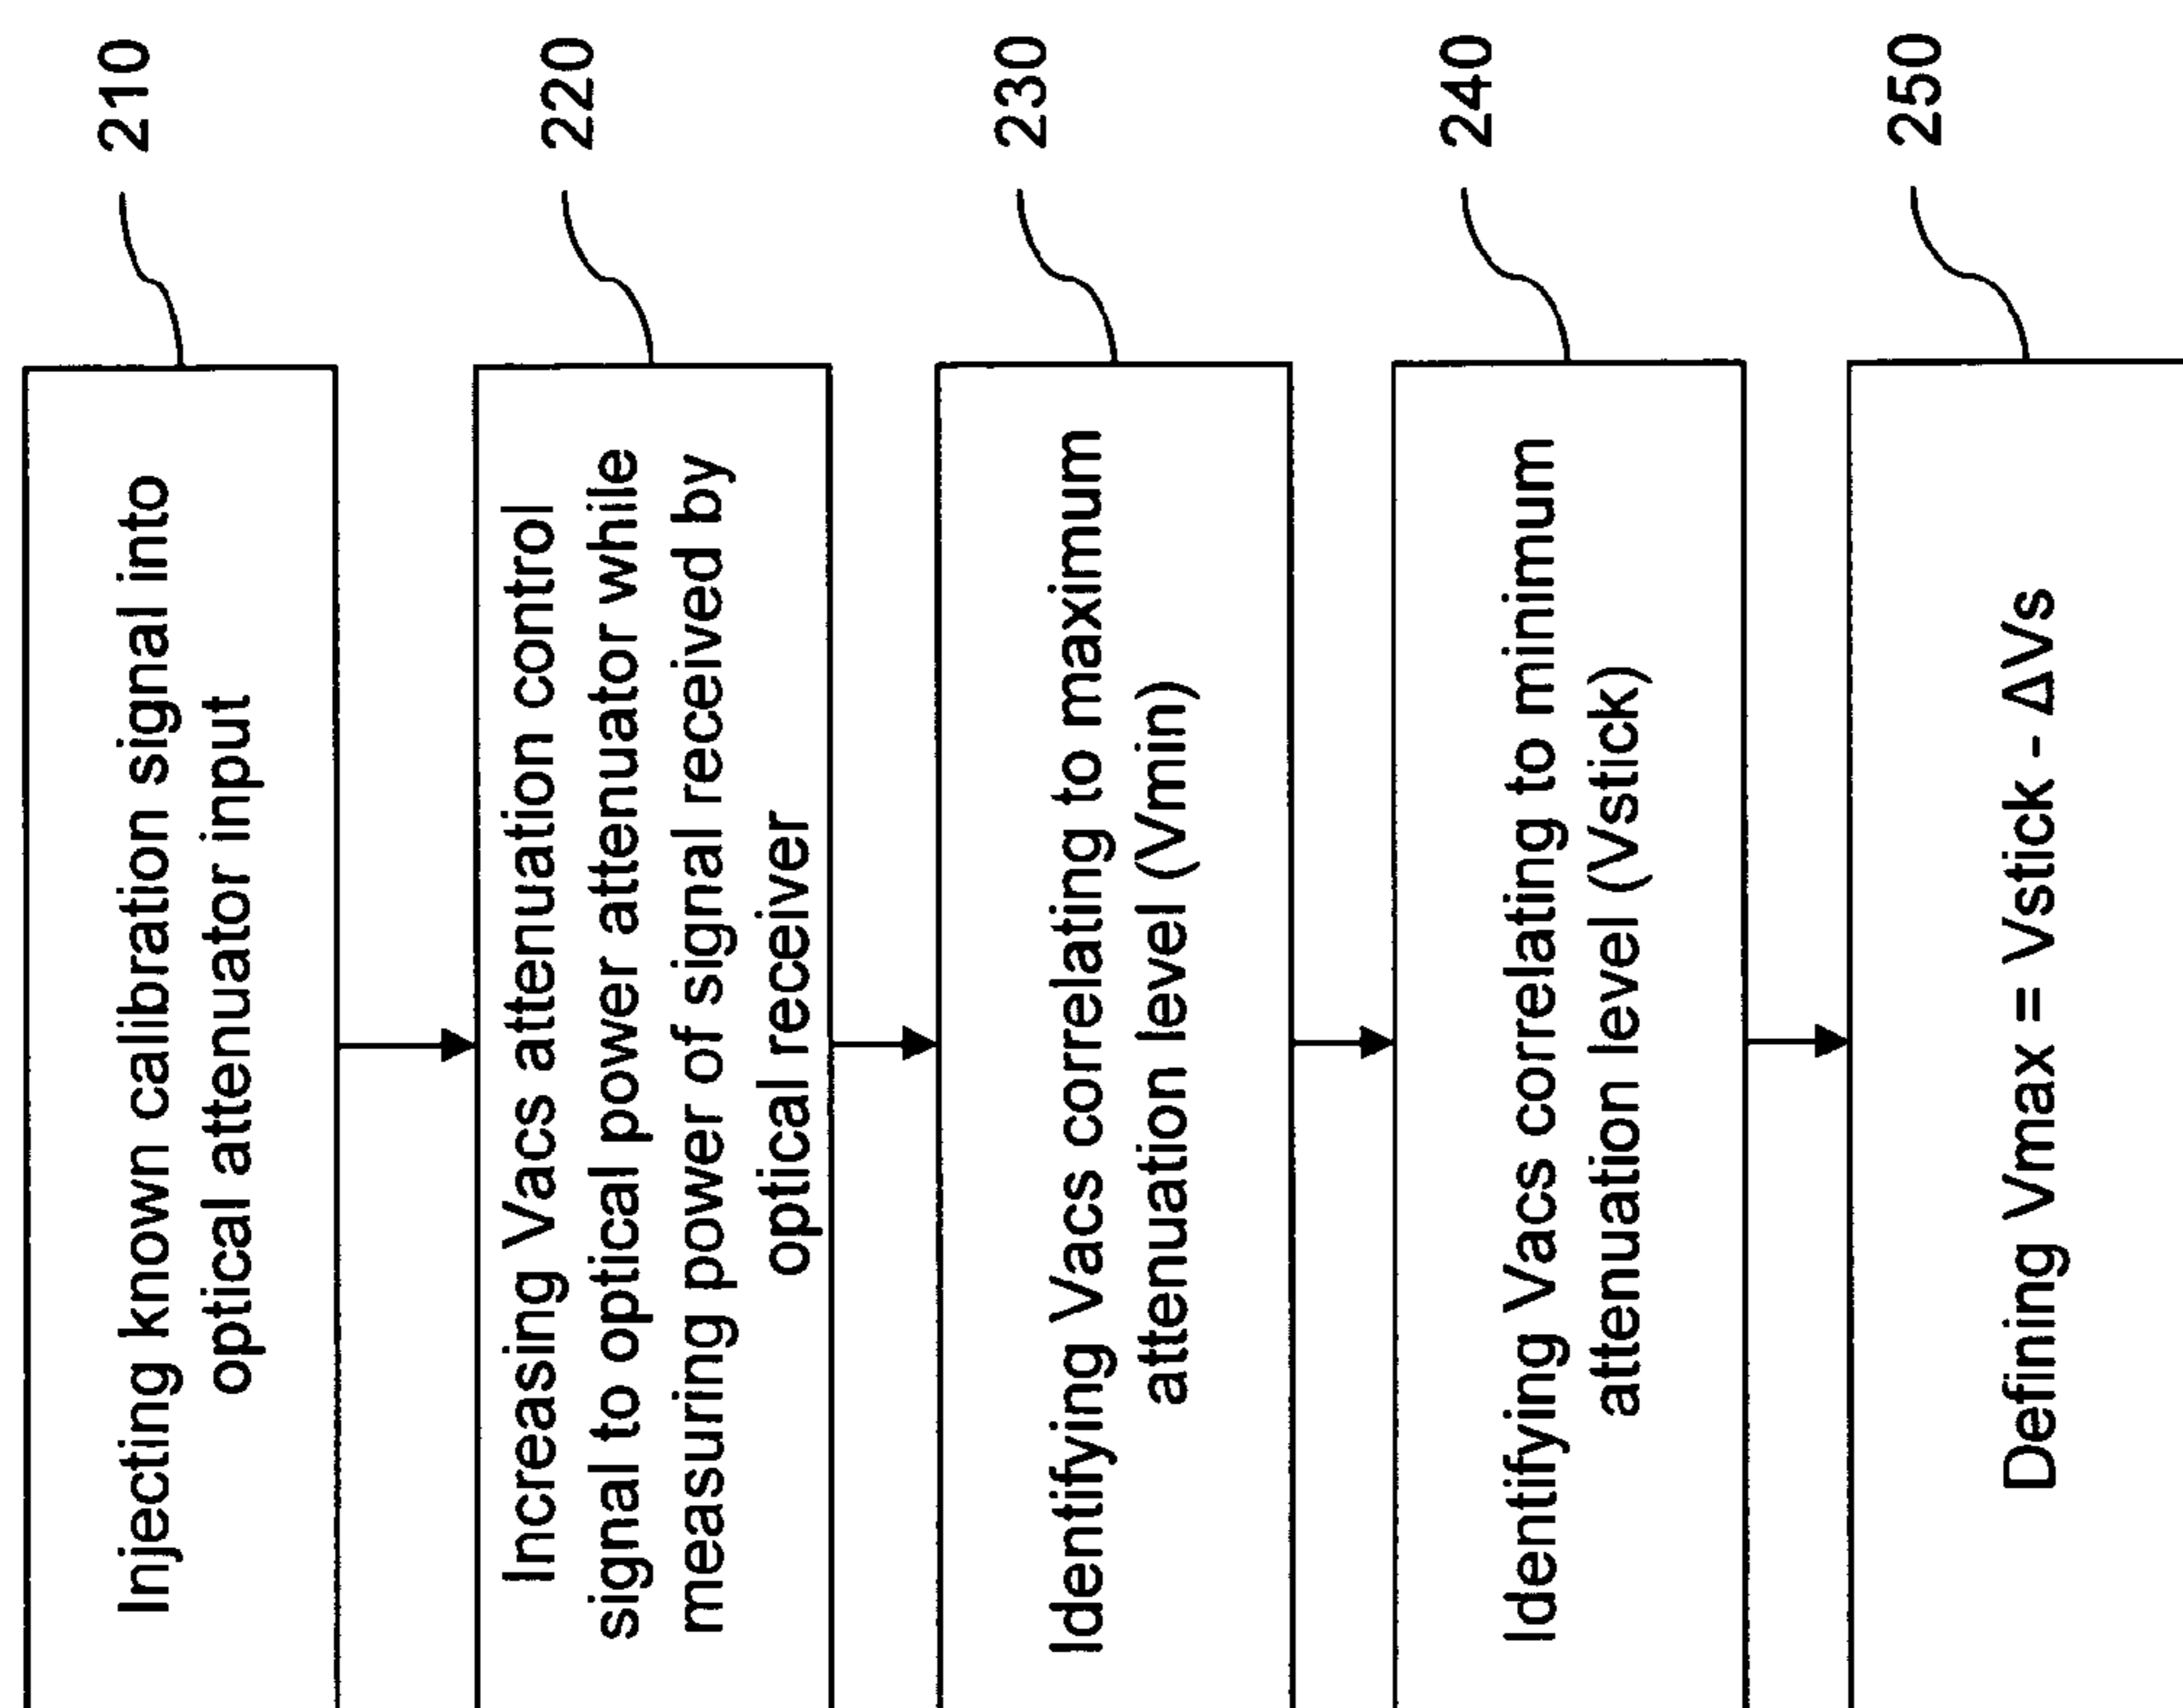 210
Injecting known calibration signal into
optical attenuator input
220
Increasing Vacs attenuation control
signal to optical power attenuator while
measuring power of signal received by
optical receiver
230
Identifying Vacs correlating to maximum
attenuation level (Vmin)
240
Identifying Vacs correlating to minimum
attenuation level (Vstick)
250
Defining Vmax = Vstick - ΔVs